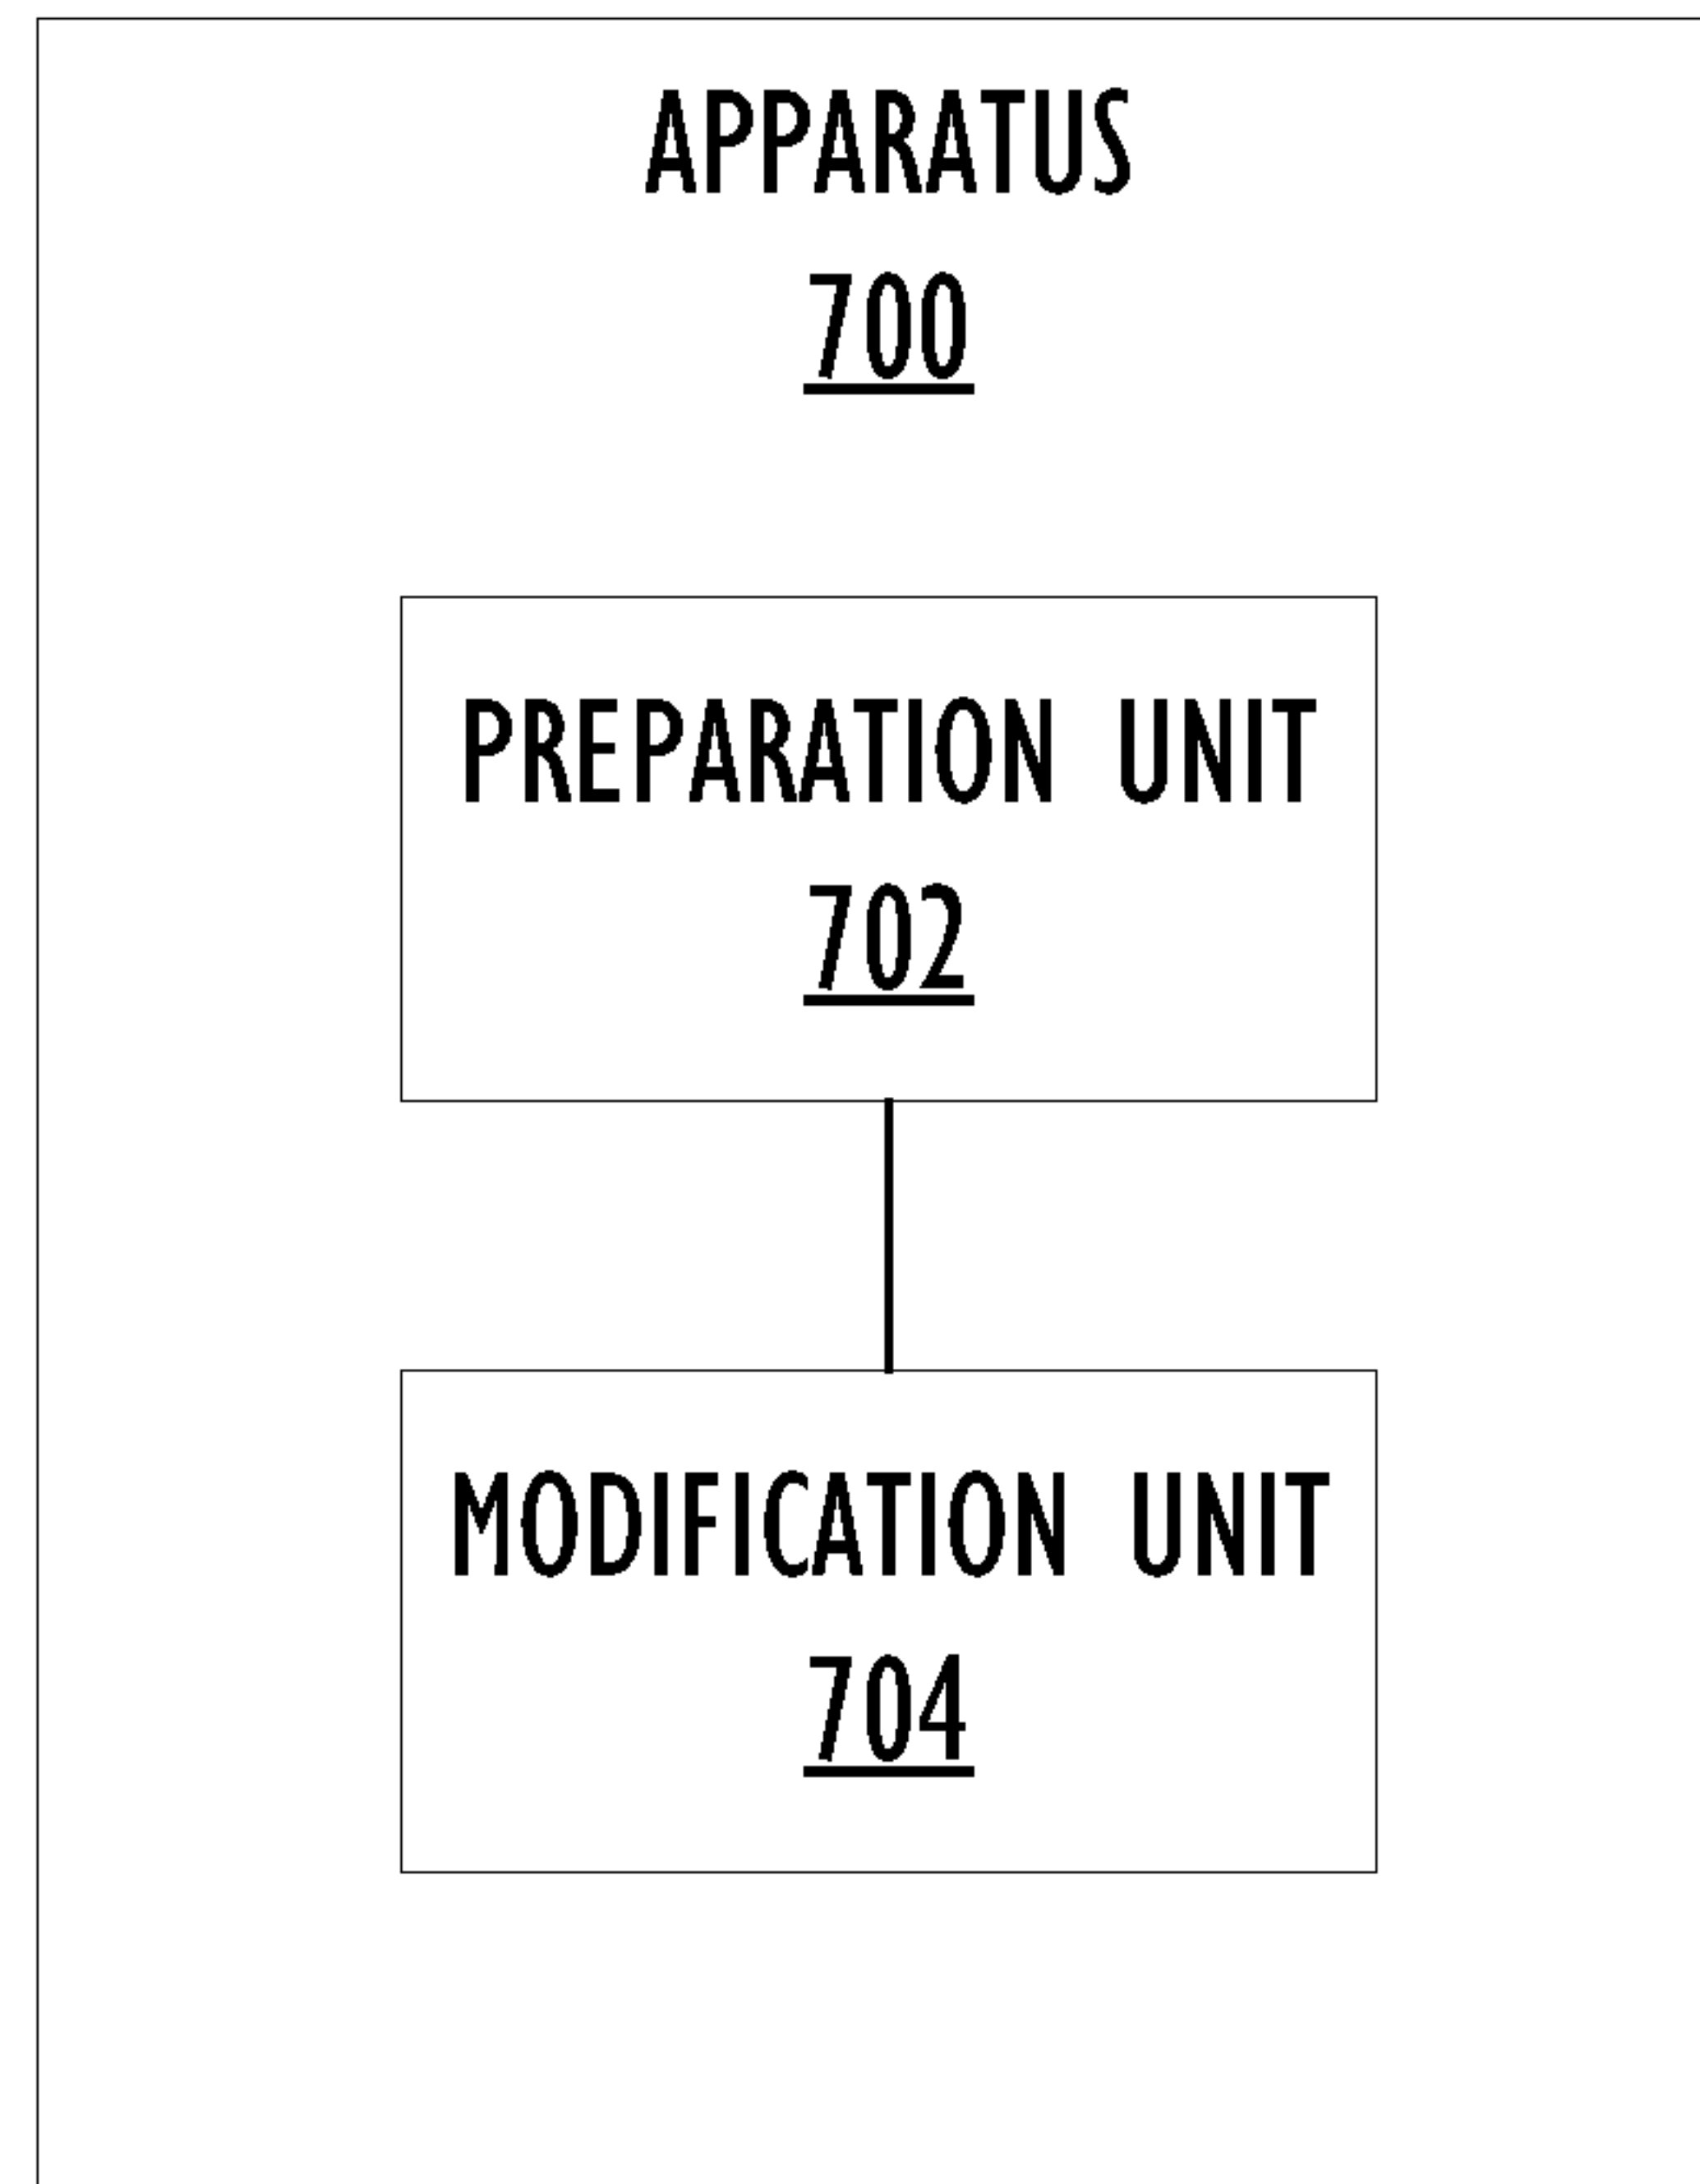 APPARATUS
700
PREPARATION UNIT
702
MODIFICATION UNIT
704